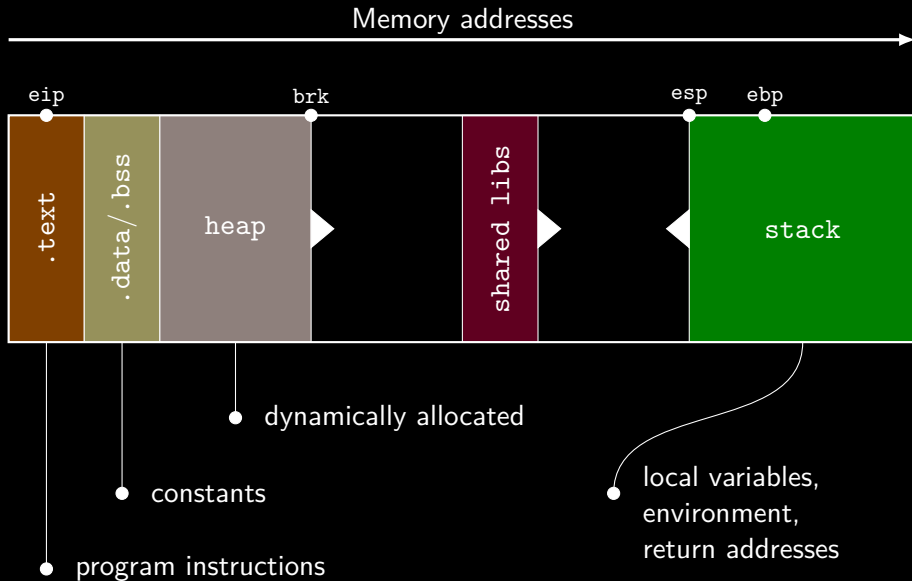 Memory addresses
eip
brk
esp
ebp
.text
.data/.bss
heap
shared libs
stack
dynamically allocated
constants
local variables,
environment,
return addresses
program instructions